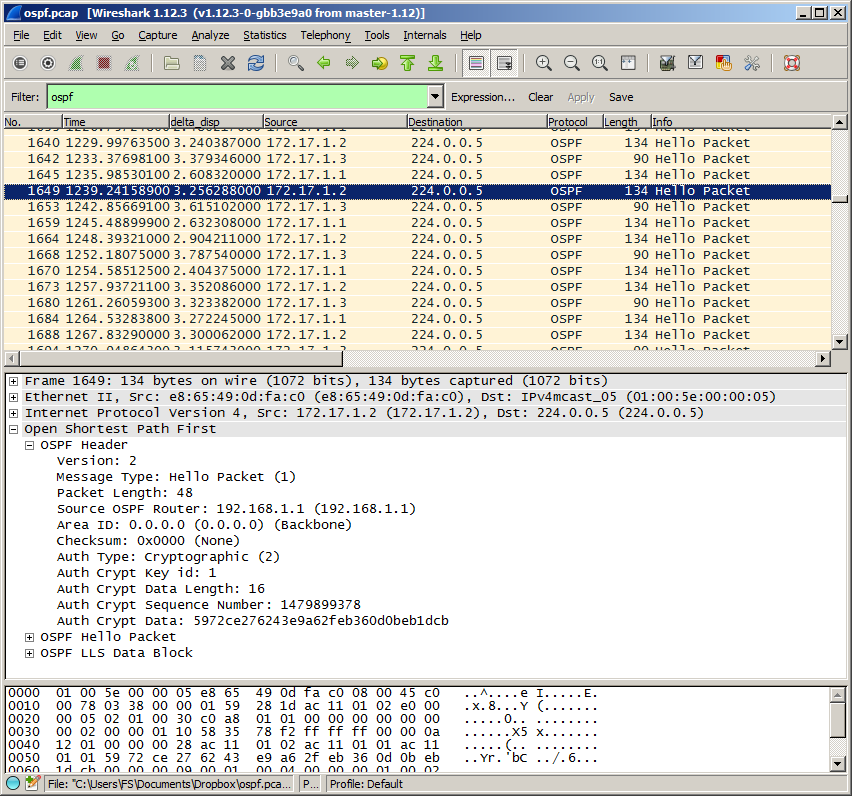 ospf.pcap [Wireshark 1.12.3 (v1.12.3-0-gbb3e9a0 from master-1.12)]
File Edit View Go Capture Analyze Statistics Telephony Tools Internals Help
Filter: ospf Expression... Clear Apply Save
No. Time delta_disp Source Destination Protocol Length Info
1640 1229.99763500 3.240387000 172.17.1.2 224.0.0.5 OSPF 134 Hello Packet
1642 1233.37698100 3.379346000 172.17.1.3 224.0.0.5 OSPF 90 Hello Packet
1645 1235.98530100 2.608320000 172.17.1.1 224.0.0.5 OSPF 134 Hello Packet
1649 1239.24158900 3.256288000 172.17.1.2 224.0.0.5 OSPF 134 Hello Packet
1653 1242.85669100 3.615102000 172.17.1.3 224.0.0.5 OSPF 90 Hello Packet
1659 1245.48899900 2.632308000 172.17.1.1 224.0.0.5 OSPF 134 Hello Packet
1664 1248.39321000 2.904211000 172.17.1.2 224.0.0.5 OSPF 134 Hello Packet
1668 1252.18075000 3.787540000 172.17.1.3 224.0.0.5 OSPF 90 Hello Packet
1670 1254.58512500 2.404375000 172.17.1.1 224.0.0.5 OSPF 134 Hello Packet
1673 1257.93721100 3.352086000 172.17.1.2 224.0.0.5 OSPF 134 Hello Packet
1680 1261.26059300 3.323382000 172.17.1.3 224.0.0.5 OSPF 90 Hello Packet
1684 1264.53283800 3.272245000 172.17.1.1 224.0.0.5 OSPF 134 Hello Packet
1688 1267.83290000 3.300062000 172.17.1.2 224.0.0.5 OSPF 134 Hello Packet
Frame 1649: 134 bytes on wire (1072 bits), 134 bytes captured (1072 bits)
Ethernet II, Src: e8:65:49:0d:fa:c0 (e8:65:49:0d:fa:c0), Dst: IPv4mcast_05 (01:00:5e:00:00:05)
Internet Protocol Version 4, Src: 172.17.1.2 (172.17.1.2), Dst: 224.0.0.5 (224.0.0.5)
Open Shortest Path First
OSPF Header
Version: 2
Message Type: Hello Packet (1)
Packet Length: 48
Source OSPF Router: 192.168.1.1 (192.168.1.1)
Area ID: 0.0.0.0 (0.0.0.0) (Backbone)
Checksum: 0x0000 (None)
Auth Type: Cryptographic (2)
Auth Crypt Key id: 1
Auth Crypt Data Length: 16
Auth Crypt Sequence Number: 1479899378
Auth Crypt Data: 5972ce276243e9a62feb360d0beb1dcb
OSPF Hello Packet
OSPF LLS Data Block
0000 01 00 5e 00 00 05 e8 65 49 0d fa c0 08 00 45 c0 ..^....e I.....E.
0010 00 78 03 38 00 00 01 59 28 1d ac 11 01 02 e0 00 .x.8...Y (.......
0020 00 05 02 01 00 30 c0 a8 01 01 00 00 00 00 00 00 .....0.. ........
0030 00 02 00 00 01 10 58 35 78 f2 ff ff ff 00 00 0a ......X5 x.......
0040 12 01 00 00 00 28 ac 11 01 02 ac 11 01 01 ac 11 .....(.. ........
0050 01 01 59 72 ce 27 62 43 e9 a6 2f eb 36 0d 0b eb ..Yr.'bC ../.6...
File: "C:\Users\FS\Documents\Dropbox\ospf.pca... P... Profile: Default